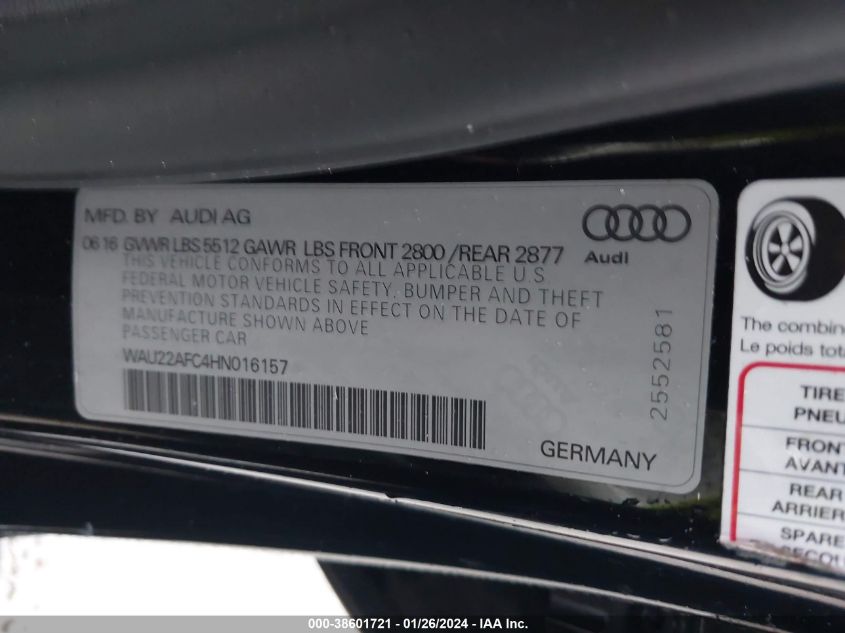 MFD. BY AUDI AG
06 16 GVWR LBS 5512 GAWR LBS FRONT 2800 /REAR 2877
THIS VEHICLE CONFORMS TO ALL APPLICABLE U.S.
FEDERAL MOTOR VEHICLE SAFETY, BUMPER AND THEFT
PREVENTION STANDARDS IN EFFECT ON THE DATE OF
MANUFACTURE SHOWN ABOVE
PASSENGER CAR
WAU22AFC4HN016157
Audi
2552581
GERMANY
The combin
Le poids tot
TIRE
PNEU
FRONT
AVANT
REAR
ARRIER
SPARE
SECOU
000-38601721 - 01/26/2024 - IAA Inc.